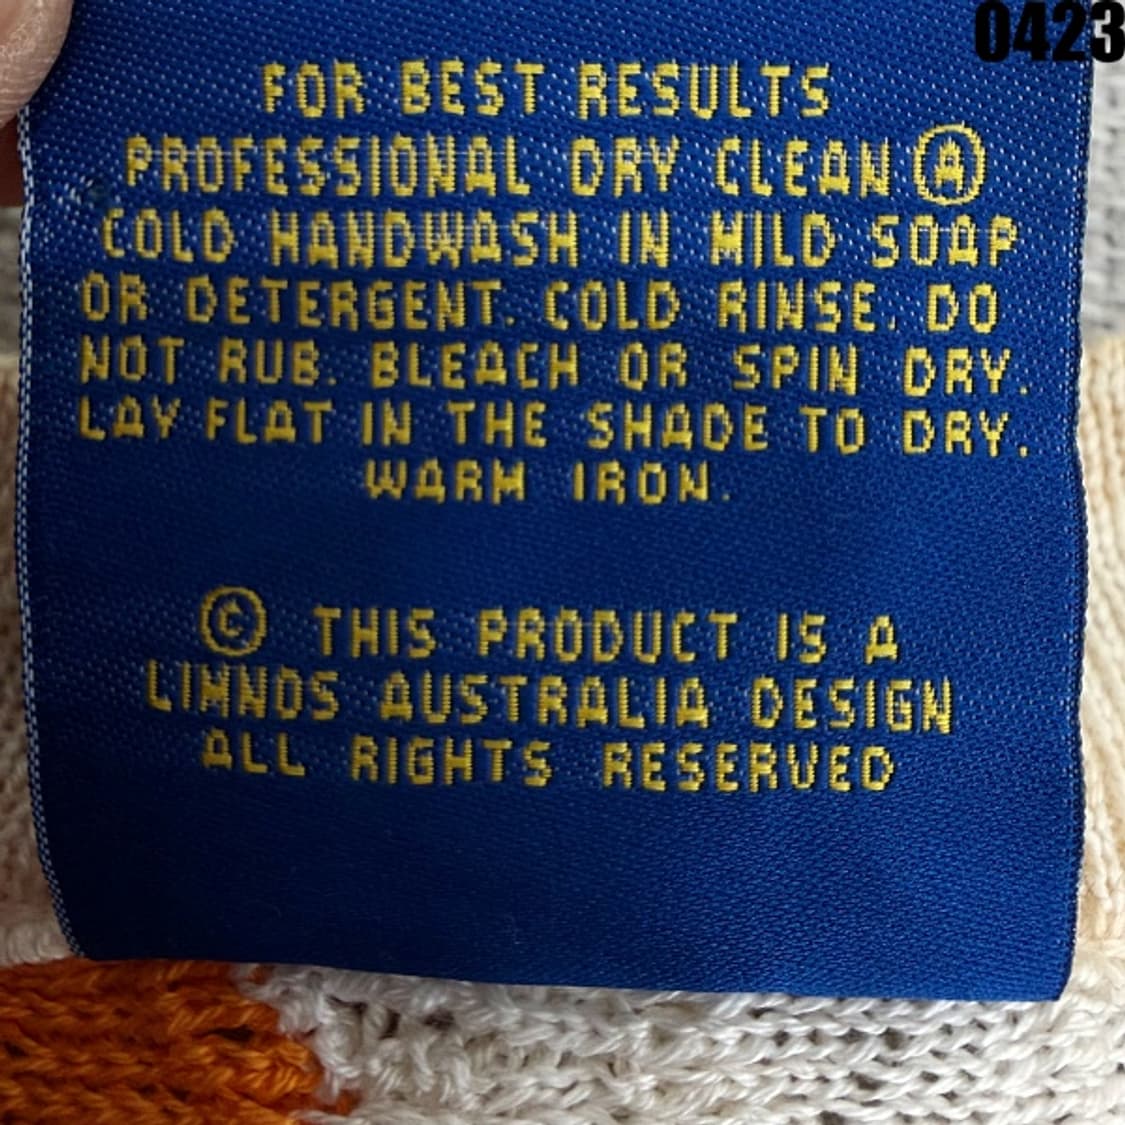 0423
FOR BEST RESULTS
PROFESSIONAL DRY CLEAN Ⓐ
COLD HANDWASH IN MILD SOAP
OR DETERGENT. COLD RINSE. DO
NOT RUB. BLEACH OR SPIN DRY.
LAY FLAT IN THE SHADE TO DRY.
WARM IRON.
© THIS PRODUCT IS A
LIMNOS AUSTRALIA DESIGN
ALL RIGHTS RESERVED